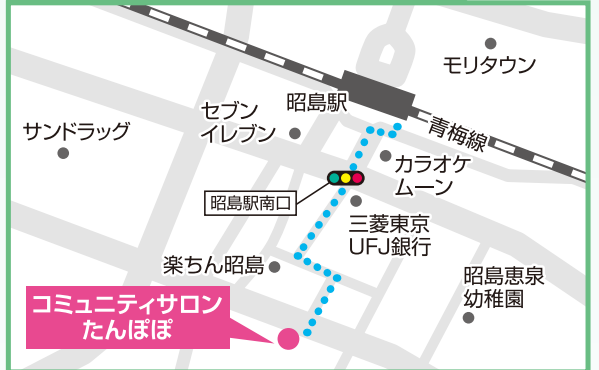 モリタウン
昭島駅
セブン
イレブン
青梅線
サンドラッグ
カラオケ
ムーン
昭島駅南口
三菱東京
UFJ銀行
楽ちん昭島
昭島恵泉
幼稚園
コミュニティサロン
たんぽぽ